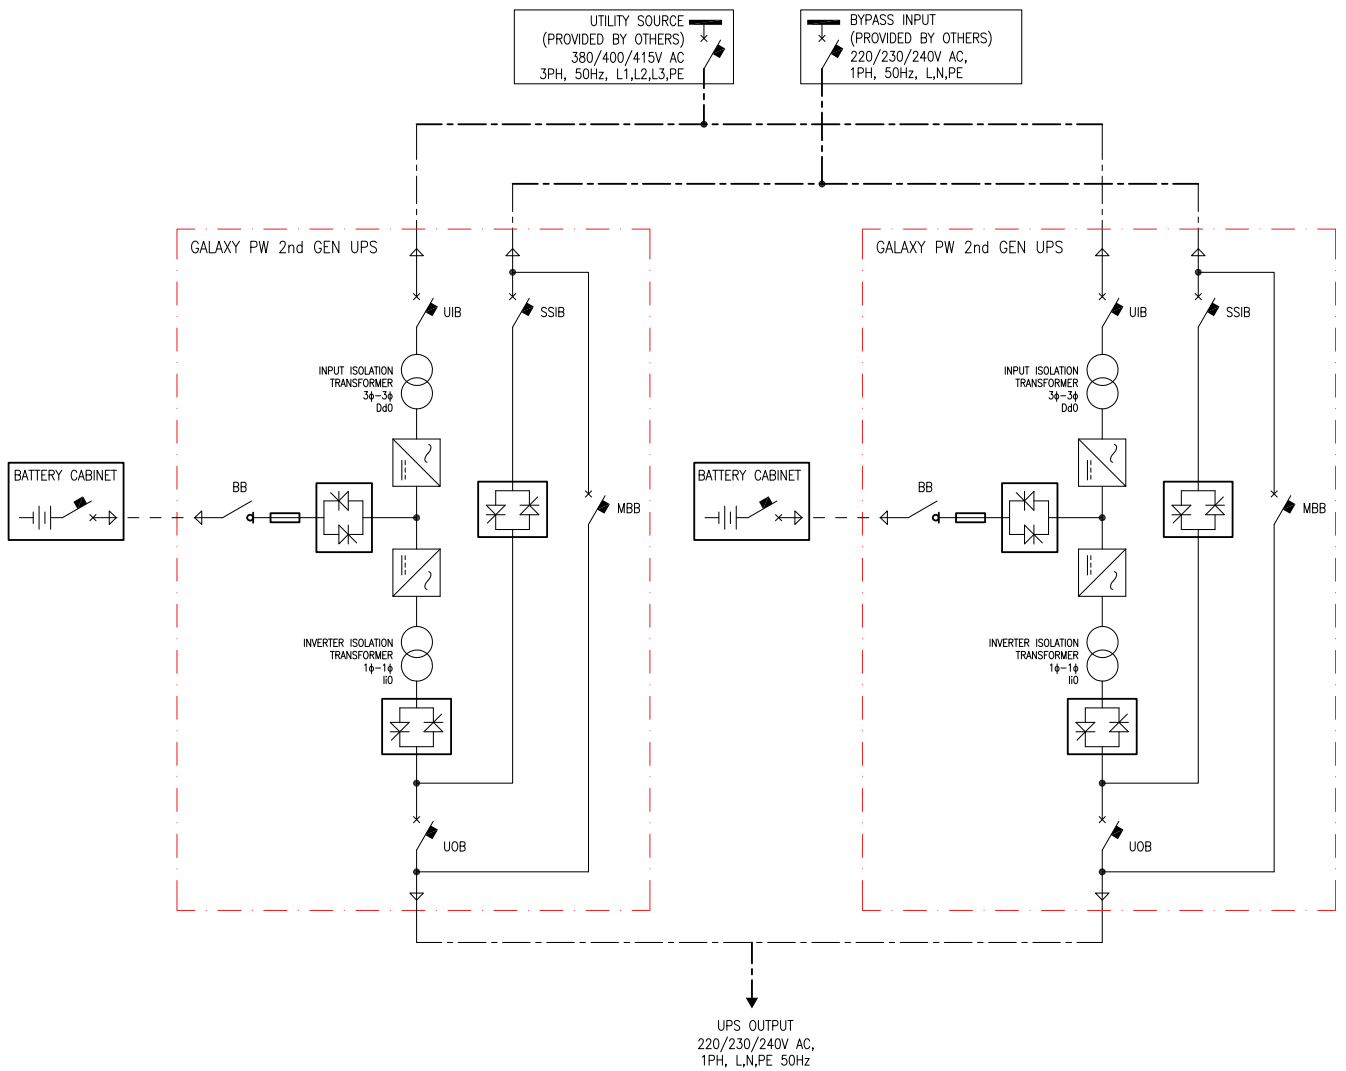 UTILITY SOURCE
(PROVIDED BY OTHERS)
380/400/415V AC
3PH, 50Hz, L1,L2,L3,PE
BYPASS INPUT
(PROVIDED BY OTHERS)
220/230/240V AC,
1PH, 50Hz, L,N,PE
GALAXY PW 2nd GEN UPS
UIB
SSIB
INPUT ISOLATION
TRANSFORMER
3ϕ-3ϕ
Dd0
BATTERY CABINET
BB
MBB
INVERTER ISOLATION
TRANSFORMER
1ϕ-1ϕ
Ii0
UOB
GALAXY PW 2nd GEN UPS
UIB
SSIB
INPUT ISOLATION
TRANSFORMER
3ϕ-3ϕ
Dd0
BATTERY CABINET
BB
MBB
INVERTER ISOLATION
TRANSFORMER
1ϕ-1ϕ
Ii0
UOB
UPS OUTPUT
220/230/240V AC,
1PH, L,N,PE 50Hz